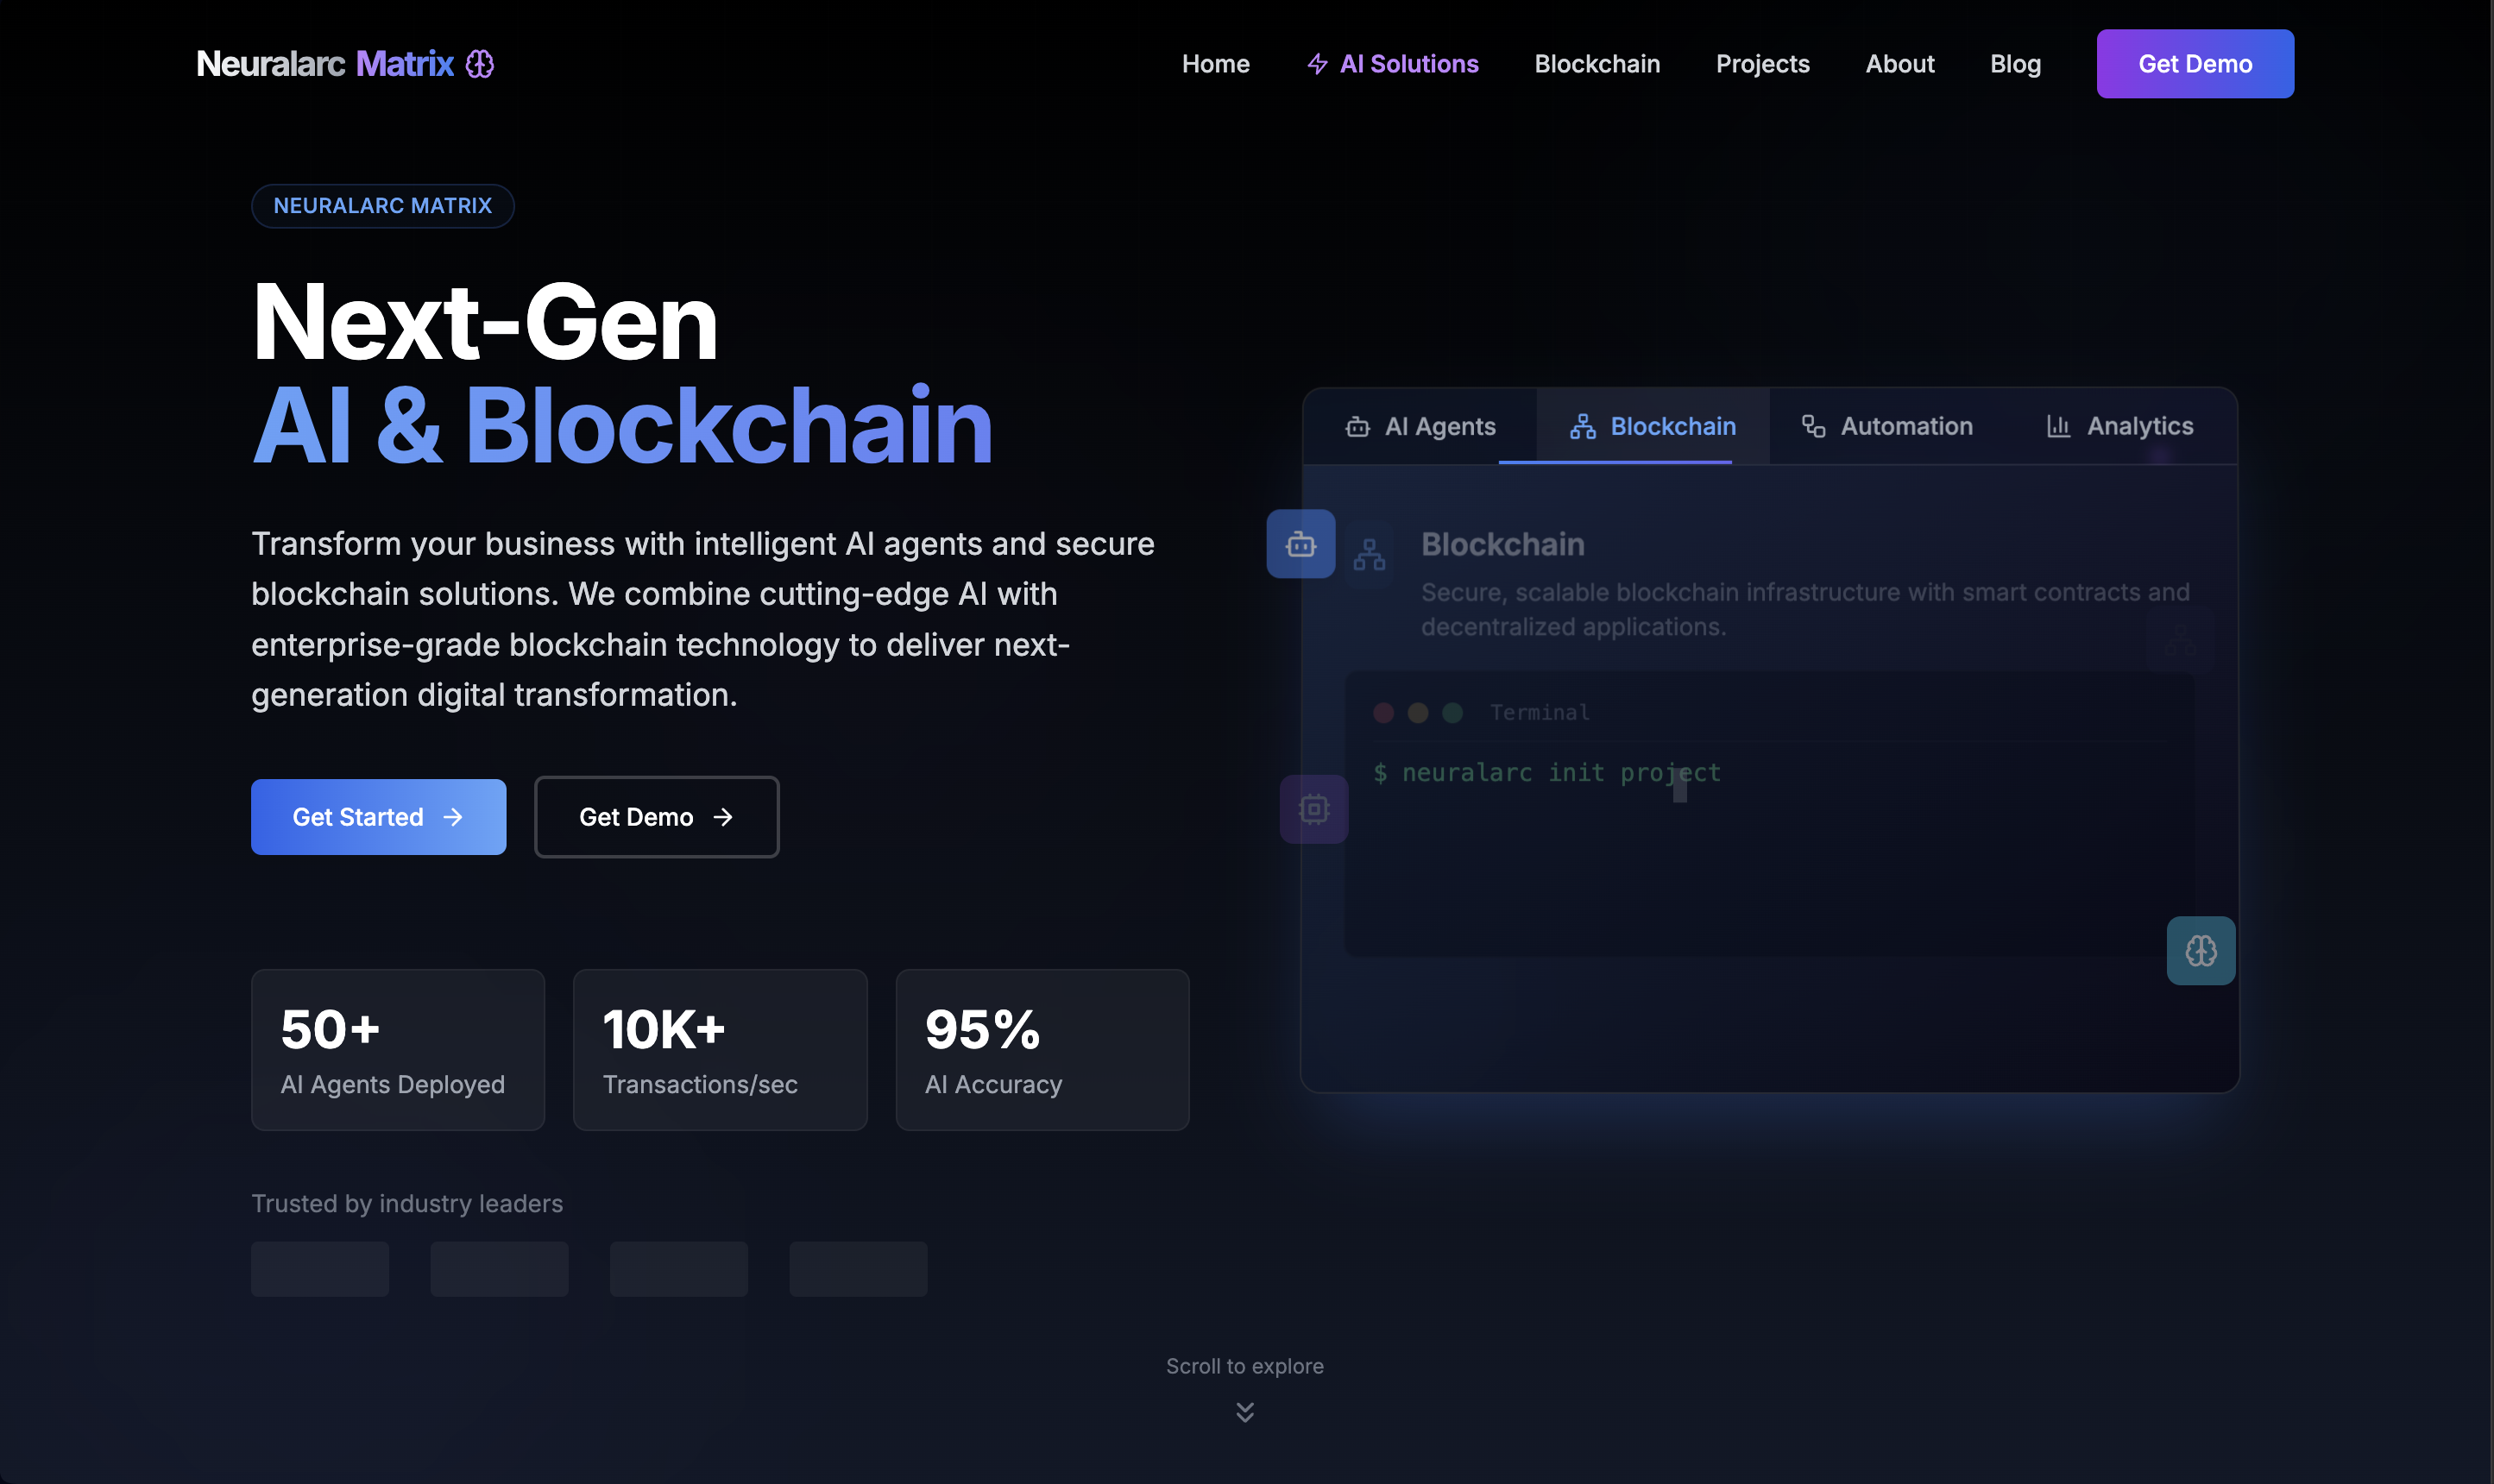 Neuralarc Matrix
Home
AI Solutions
Blockchain
Projects
About
Blog
Get Demo
NEURALARC MATRIX
Next-Gen
AI & Blockchain
Transform your business with intelligent AI agents and secure
blockchain solutions. We combine cutting-edge AI with
enterprise-grade blockchain technology to deliver next-
generation digital transformation.
Get Started
Get Demo
50+
AI Agents Deployed
10K+
Transactions/sec
95%
AI Accuracy
Trusted by industry leaders
AI Agents
Blockchain
Automation
Analytics
Blockchain
Secure, scalable blockchain infrastructure with smart contracts and
decentralized applications.
Terminal
$ neuralarc init project
Scroll to explore